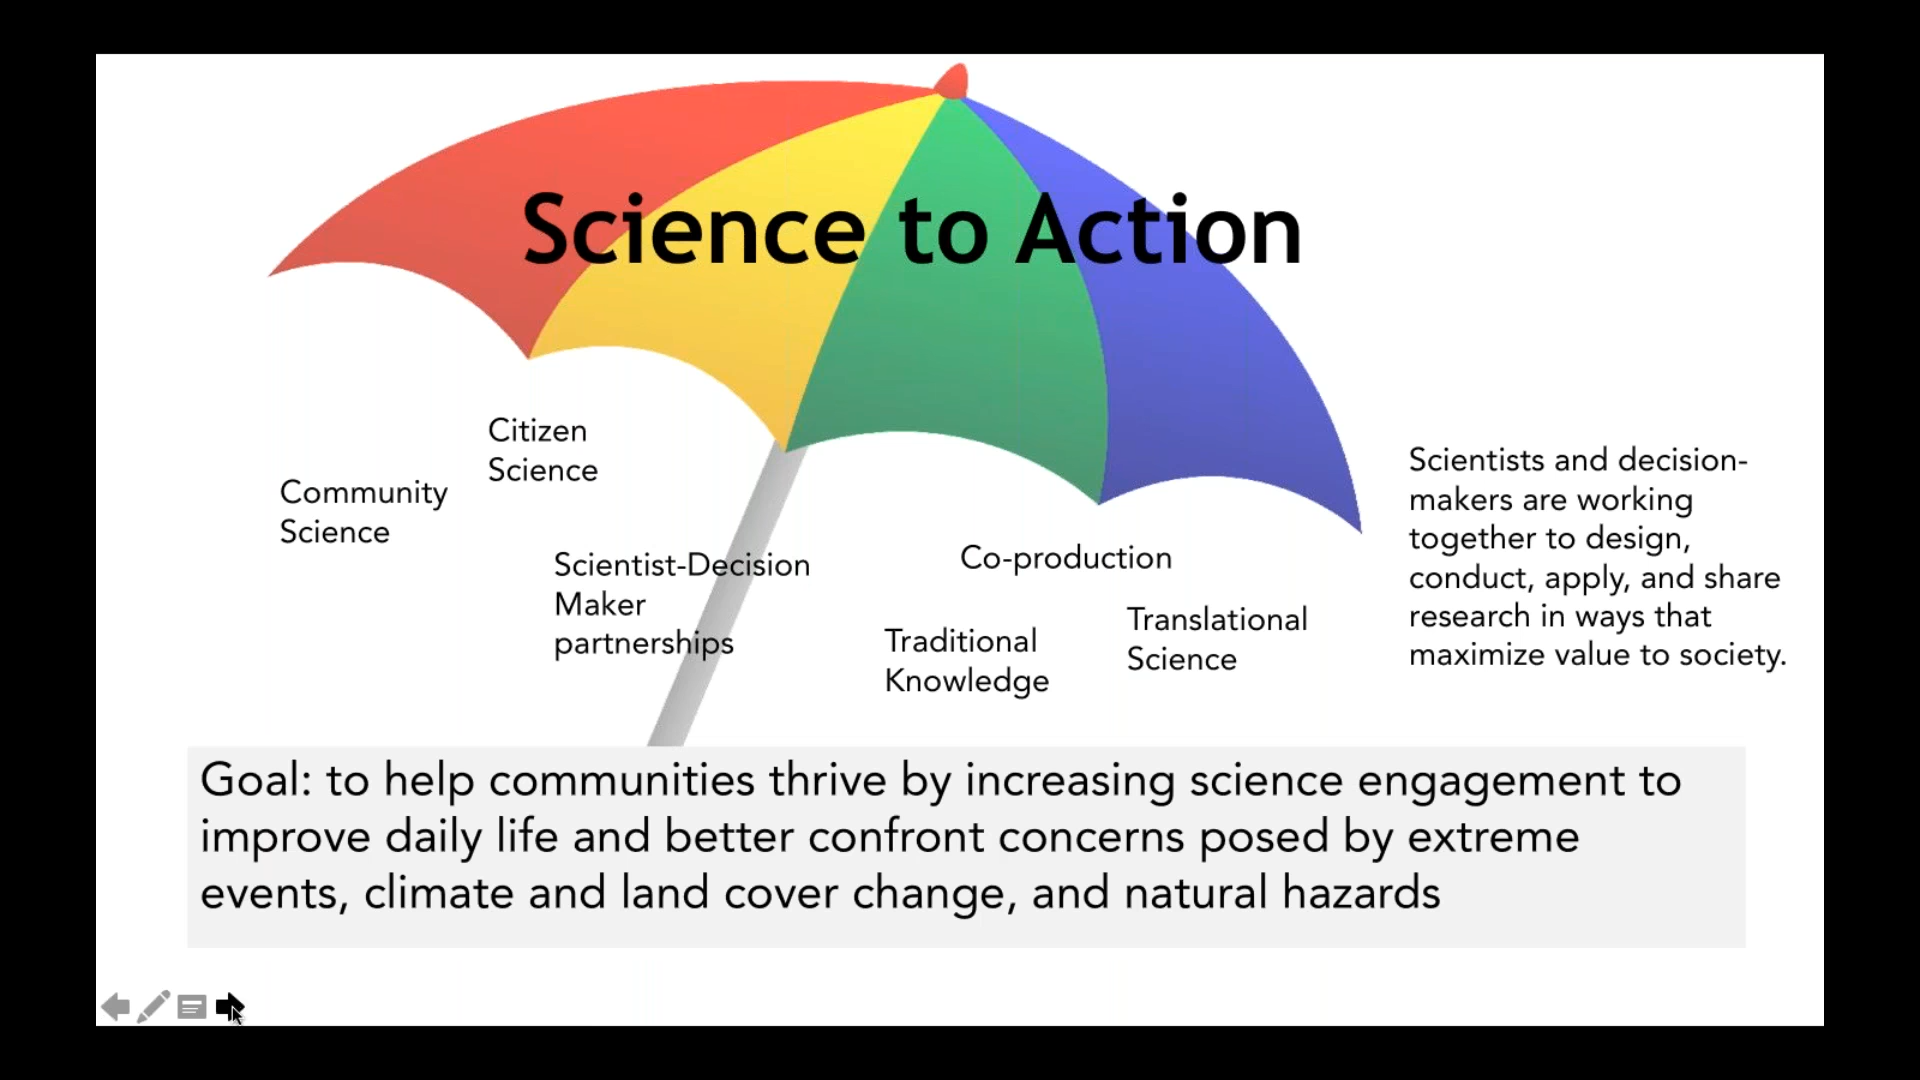 Science to Action
Citizen
Science
Community
Science
Scientist-Decision
Maker
partnerships
Co-production
Traditional
Knowledge
Translational
Science
Scientists and decision-
makers are working
together to design,
conduct, apply, and share
research in ways that
maximize value to society.
Goal: to help communities thrive by increasing science engagement to
improve daily life and better confront concerns posed by extreme
events, climate and land cover change, and natural hazards